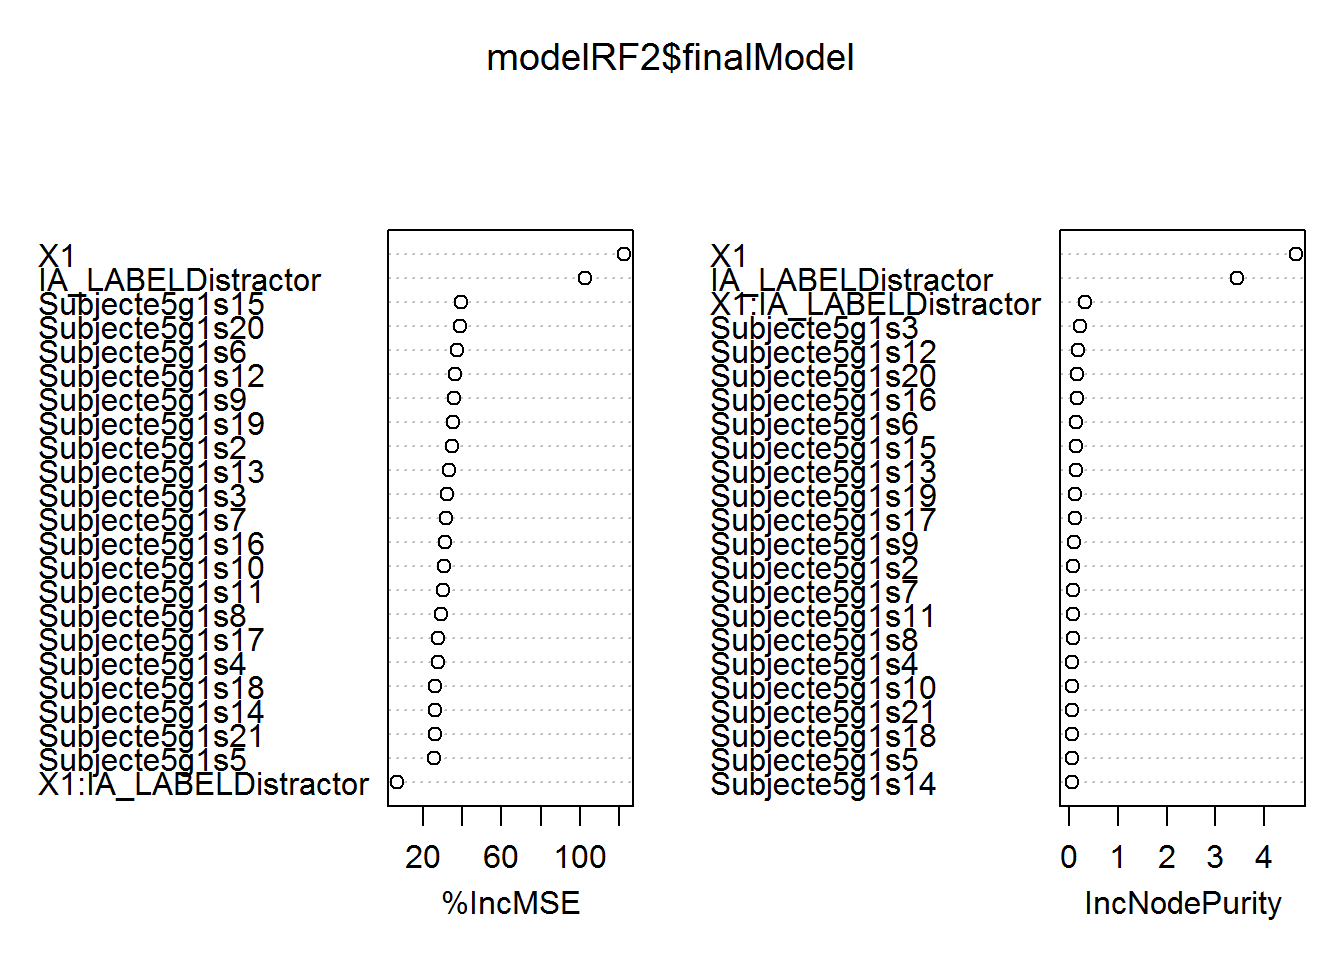 modelRF2$finalModel
X1
IA_LABELDistractor
Subjecte5g1s15
Subjecte5g1s20
Subjecte5g1s6
Subjecte5g1s12
Subjecte5g1s9
Subjecte5g1s19
Subjecte5g1s2
Subjecte5g1s13
Subjecte5g1s3
Subjecte5g1s7
Subjecte5g1s16
Subjecte5g1s10
Subjecte5g1s11
Subjecte5g1s8
Subjecte5g1s17
Subjecte5g1s4
Subjecte5g1s18
Subjecte5g1s14
Subjecte5g1s21
Subjecte5g1s5
X1:IA_LABELDistractor
20 60 100
%IncMSE
X1
IA_LABELDistractor
X1:IA_LABELDistractor
Subjecte5g1s3
Subjecte5g1s12
Subjecte5g1s20
Subjecte5g1s16
Subjecte5g1s6
Subjecte5g1s15
Subjecte5g1s13
Subjecte5g1s19
Subjecte5g1s17
Subjecte5g1s9
Subjecte5g1s2
Subjecte5g1s7
Subjecte5g1s11
Subjecte5g1s8
Subjecte5g1s4
Subjecte5g1s10
Subjecte5g1s21
Subjecte5g1s18
Subjecte5g1s5
Subjecte5g1s14
0 1 2 3 4
IncNodePurity